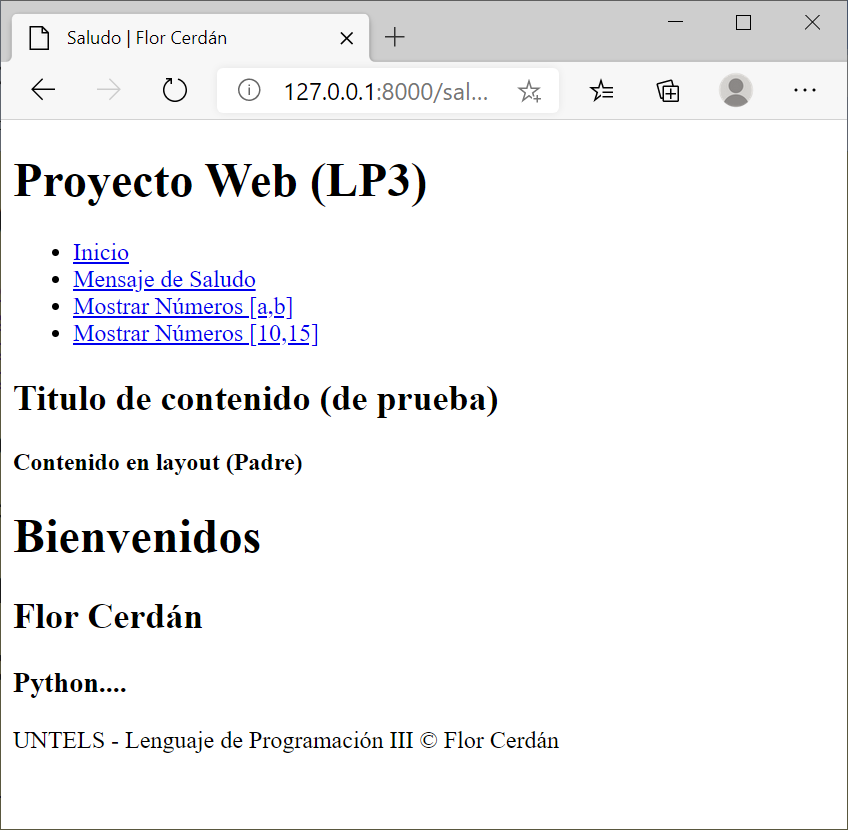 Saludo | Flor Cerdán
127.0.0.1:8000/sal...
Proyecto Web (LP3)
Inicio
Mensaje de Saludo
Mostrar Números [a,b]
Mostrar Números [10,15]
Titulo de contenido (de prueba)
Contenido en layout (Padre)
Bienvenidos
Flor Cerdán
Python....
UNTELS - Lenguaje de Programación III © Flor Cerdán